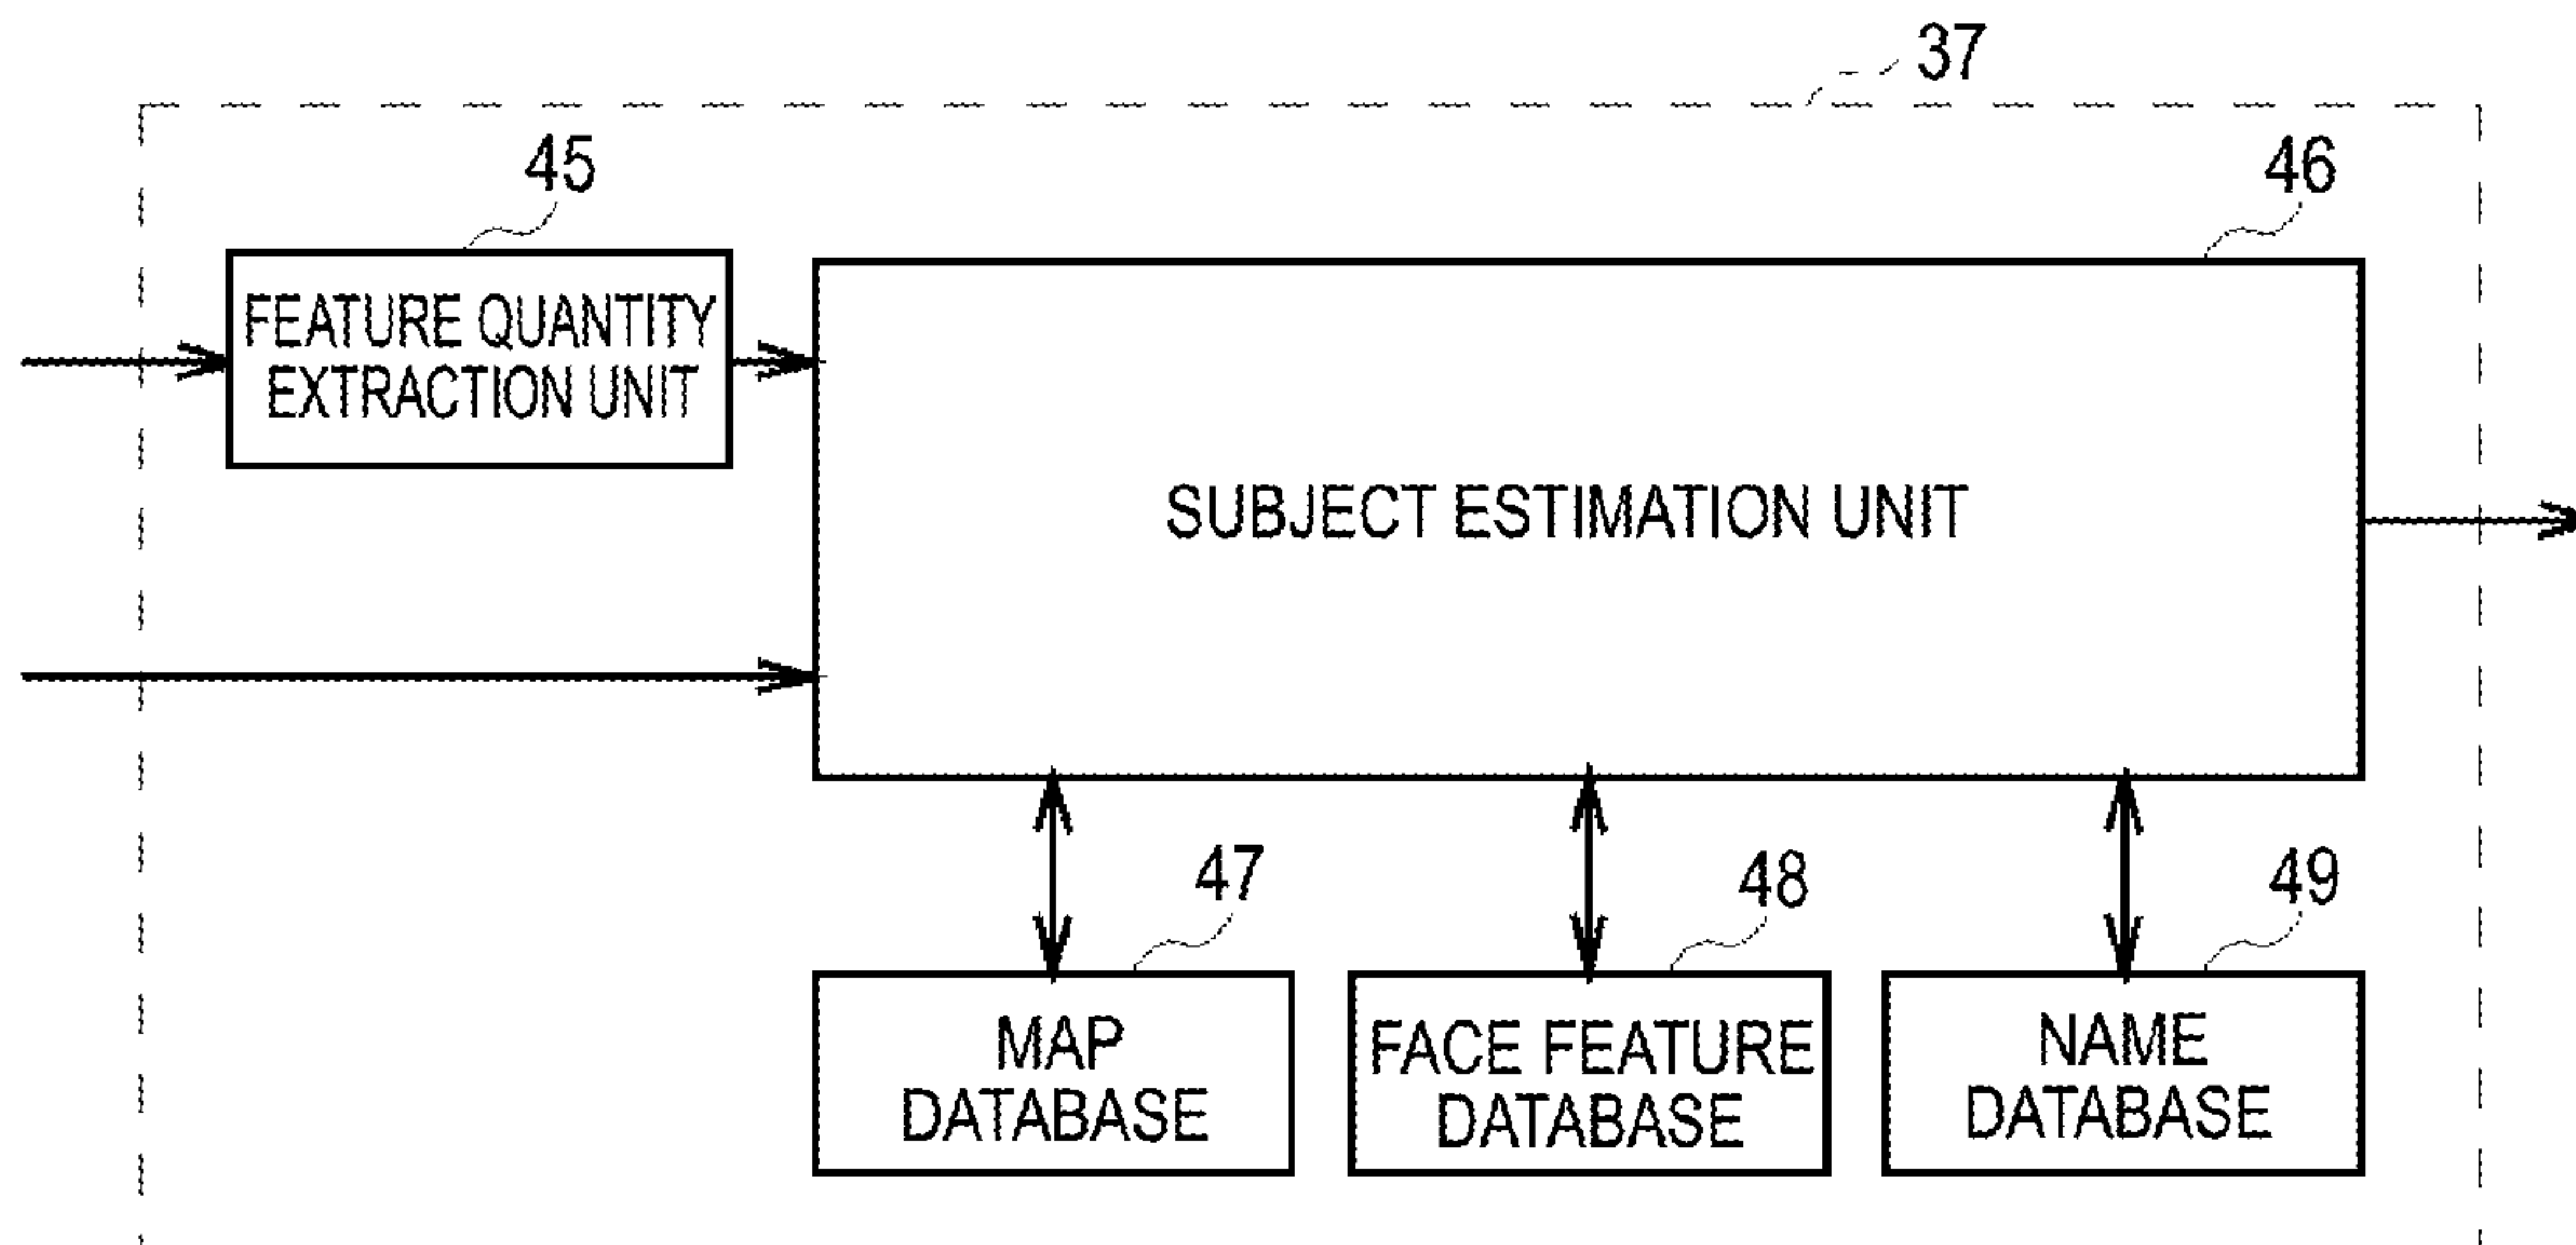 37
45
46
FEATURE QUANTITY
EXTRACTION UNIT
SUBJECT ESTIMATION UNIT
47
48
49
MAP
DATABASE
FACE FEATURE
DATABASE
NAME
DATABASE